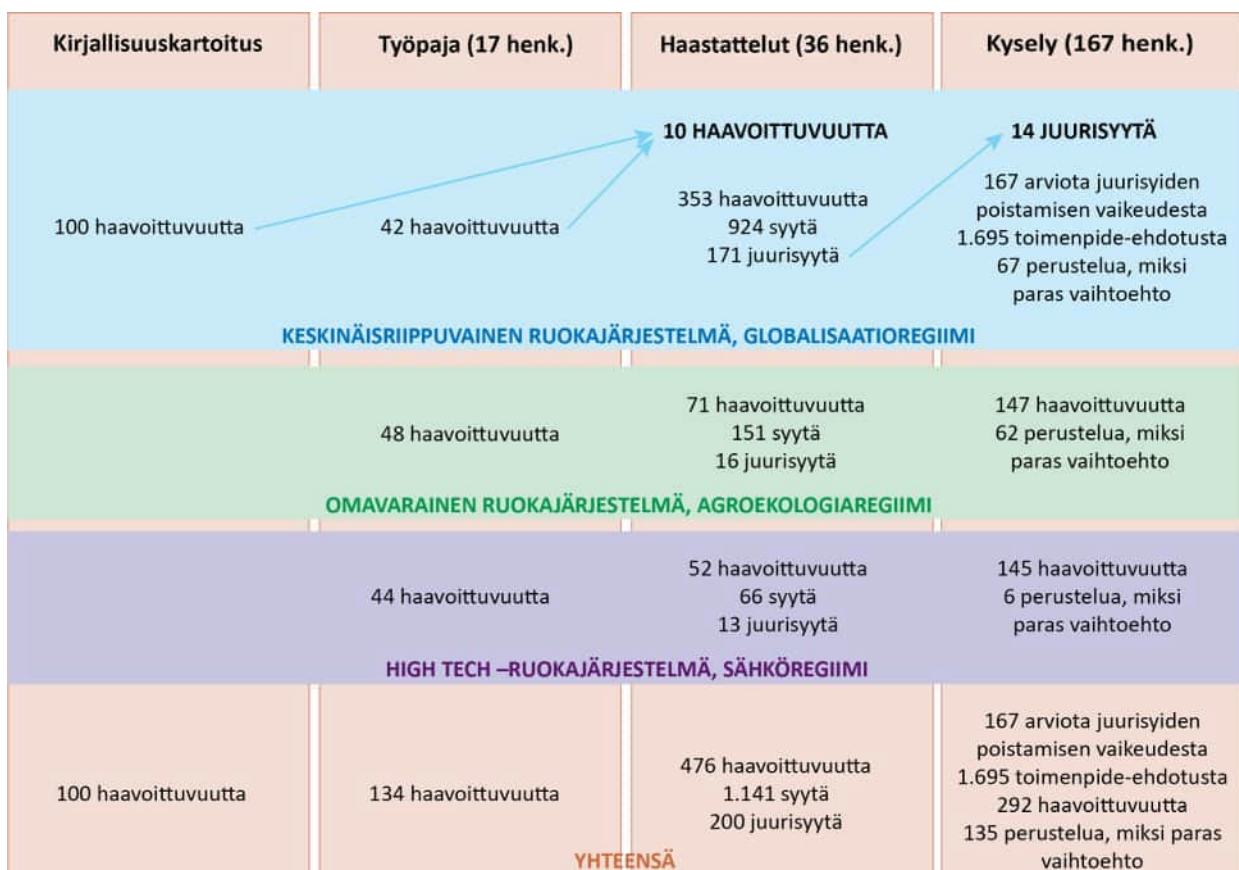 Kirjallisuuskartoitus
Työpaja (17 henk.)
Haastattelut (36 henk.)
Kysely (167 henk.)
100 haavoittuvuutta
42 haavoittuvuutta
10 HAAVOITTUVUUTTA
353 haavoittuvuutta
924 syytä
171 juurisyytä
14 JUURISYYTÄ
167 arviota juurisyiden
poistamisen vaikeudesta
1.695 toimenpide-ehdotusta
67 perustelua, miksi
paras vaihtoehto
KESKINÄISRIIPPUVAINEN RUOKAJÄRJESTELMÄ, GLOBALISAATIOREGIIMI
48 haavoittuvuutta
71 haavoittuvuutta
151 syytä
16 juurisyytä
147 haavoittuvuutta
62 perustelua, miksi
paras vaihtoehto
OMAVARAINEN RUOKAJÄRJESTELMÄ, AGROEKOLOGIAREGIIMI
44 haavoittuvuutta
52 haavoittuvuutta
66 syytä
13 juurisyytä
145 haavoittuvuutta
6 perustelua, miksi
paras vaihtoehto
HIGH TECH –RUOKAJÄRJESTELMÄ, SÄHKÖREGIIMI
100 haavoittuvuutta
134 haavoittuvuutta
476 haavoittuvuutta
1.141 syytä
200 juurisyytä
167 arviota juurisyiden
poistamisen vaikeudesta
1.695 toimenpide-ehdotusta
292 haavoittuvuutta
135 perustelua, miksi paras
vaihtoehto
YHTEENSÄ